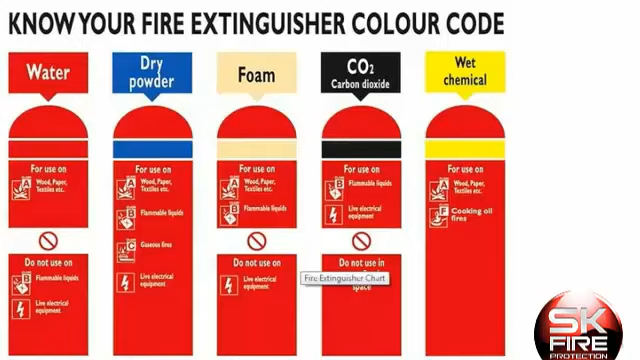 KNOW YOUR FIRE EXTINGUISHER COLOUR CODE
Water
Dry
powder
Foam
CO2
Carbon dioxide
Wet
chemical
For use on
A Wood, Paper,
Textiles etc.
Do not use on
B Flammable liquids
Live electrical
equipment
For use on
A Wood, Paper,
Textiles etc.
B Flammable liquids
C Gaseous fires
Live electrical
equipment
For use on
A Wood, Paper,
Textiles etc.
B Flammable liquids
Do not use on
Live electrical
equipment
For use on
B Flammable liquids
Live electrical
equipment
Do not use in
space
For use on
A Wood, Paper,
Textiles etc.
F Cooking oil
fires
Fire Extinguisher Chart
SK
FIRE
PROTECTION